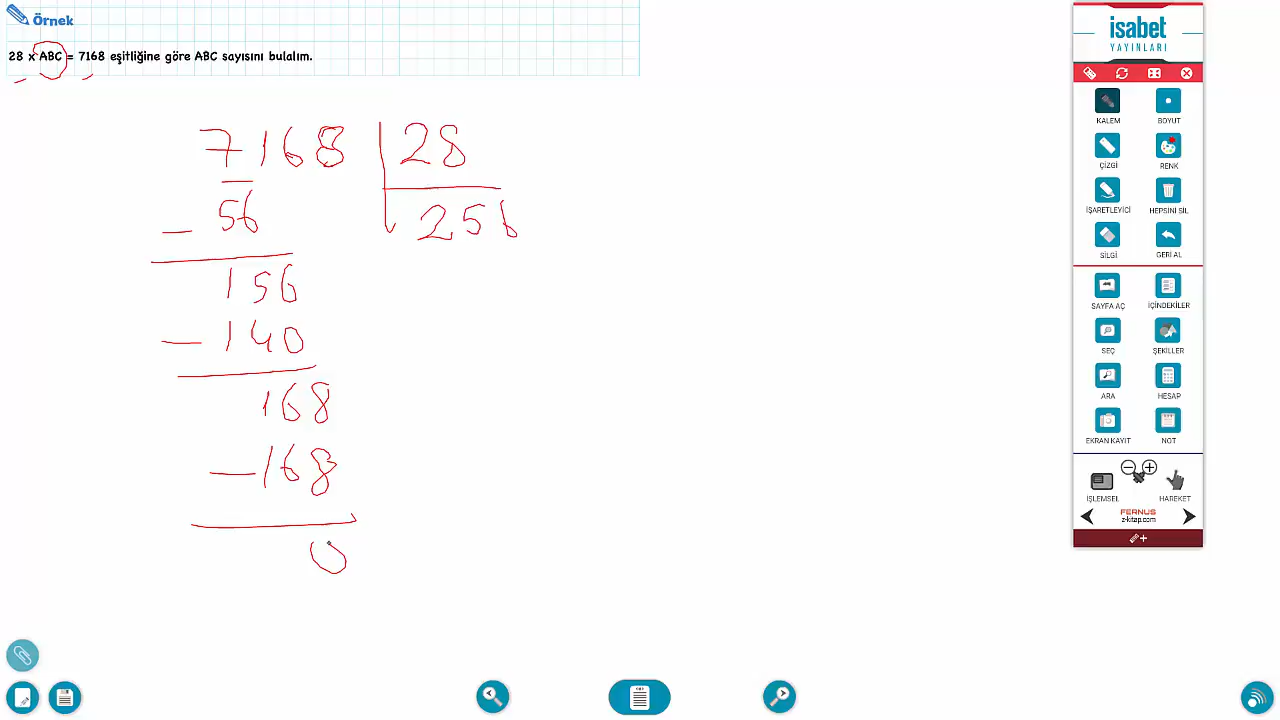 Örnek
28 x ABC = 7168 eşitliğine göre ABC sayısını bulalım.
7168 28
56 256
-
156
- 140
168
- 168
0
isabet
YAYINLARI
KALEM BOYUT
ÇİZGİ RENK
İŞARETLEYİCİ HEPSİNİ SİL
SİLGİ GERİ AL
SAYFA AÇ İÇİNDEKİLER
SEÇ ŞEKİLLER
ARA HESAP
EKRAN KAYIT NOT
İŞLEMSEL HAREKET
FERNUS
z-kitap.com